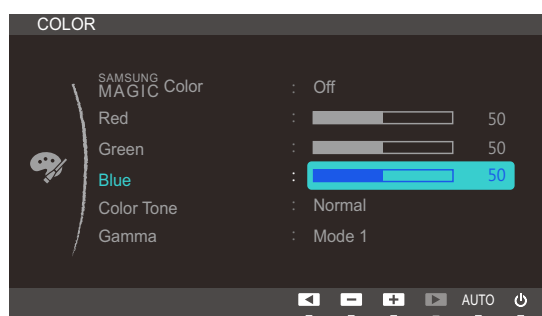 COLOR
SAMSUNG
MAGIC Color : Off
Red : 50
Green : 50
Blue : 50
Color Tone : Normal
Gamma : Mode 1
AUTO